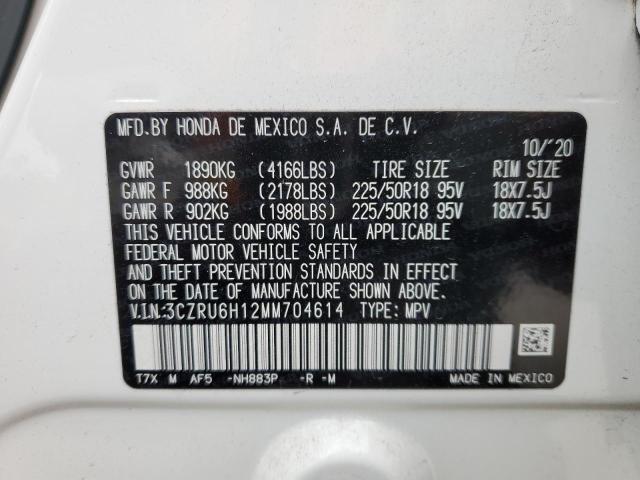 MFD.BY HONDA DE MEXICO S.A. DE C.V.
10/'20
GVWR 1890KG (4166LBS) TIRE SIZE RIM SIZE
GAWR F 988KG (2178LBS) 225/50R18 95V 18X7.5J
GAWR R 902KG (1988LBS) 225/50R18 95V 18X7.5J
THIS VEHICLE CONFORMS TO ALL APPLICABLE
FEDERAL MOTOR VEHICLE SAFETY
AND THEFT PREVENTION STANDARDS IN EFFECT
ON THE DATE OF MANUFACTURE SHOWN ABOVE.
V.I.N:3CZRU6H12MM704614 TYPE: MPV
T7X M AF5 -NH883P -R -M MADE IN MEXICO